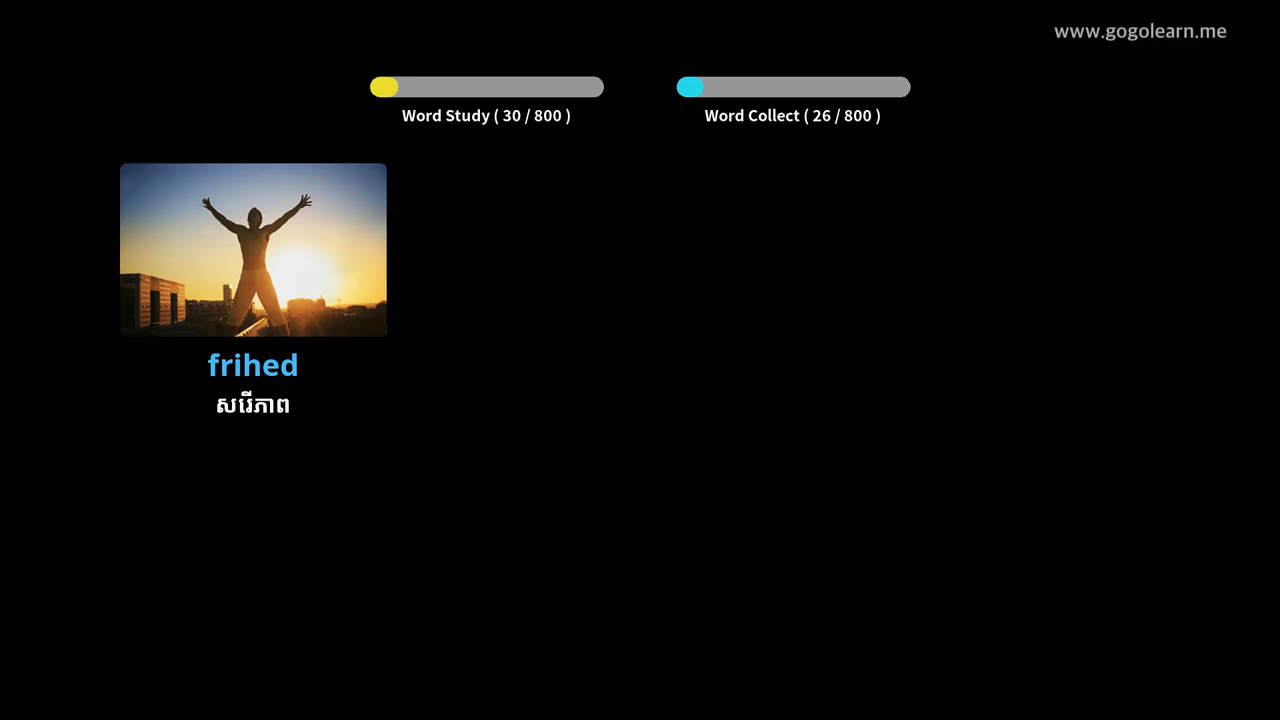 www.gogolearn.me
Word Study ( 30 / 800 )
Word Collect ( 26 / 800 )
frihed
សរើភាព